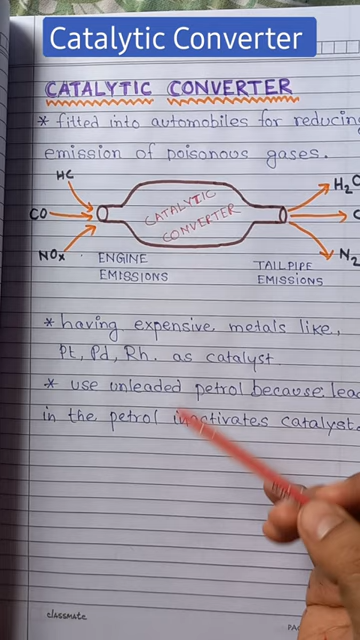 Catalytic Converter
CATALYTIC CONVERTER
* fitted into automobiles for reducing
emission of poisonous gases.
HC
H2O
CO
CATALYTIC
CONVERTER
NOx
N2
ENGINE
EMISSIONS
TAILPIPE
EMISSIONS
* having expensive metals like,
Pt, Pd, Rh. as catalyst.
* use unleaded petrol because lead
in the petrol inactivates catalyst.
classmate